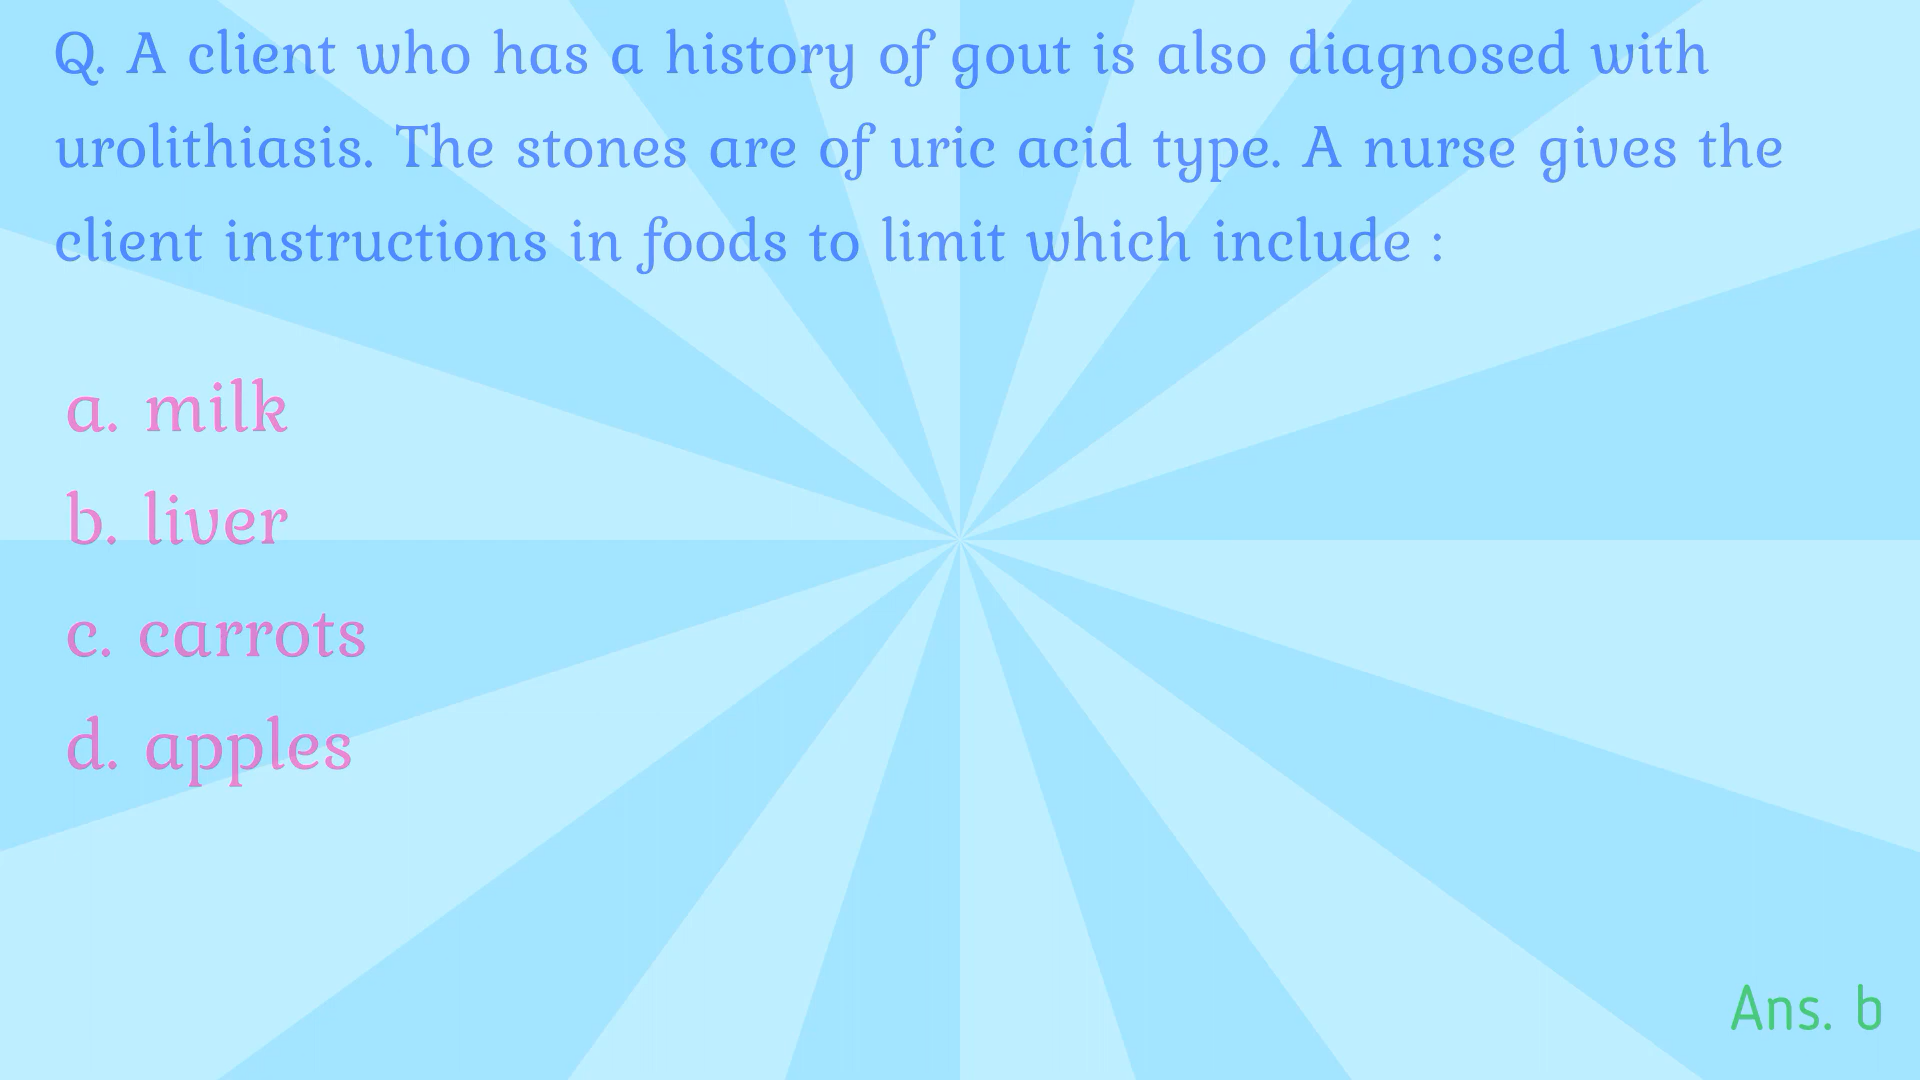 Q. A client who has a history of gout is also diagnosed with
urolithiasis. The stones are of uric acid type. A nurse gives the
client instructions in foods to limit which include :
a. milk
b. liver
c. carrots
d. apples
Ans. b